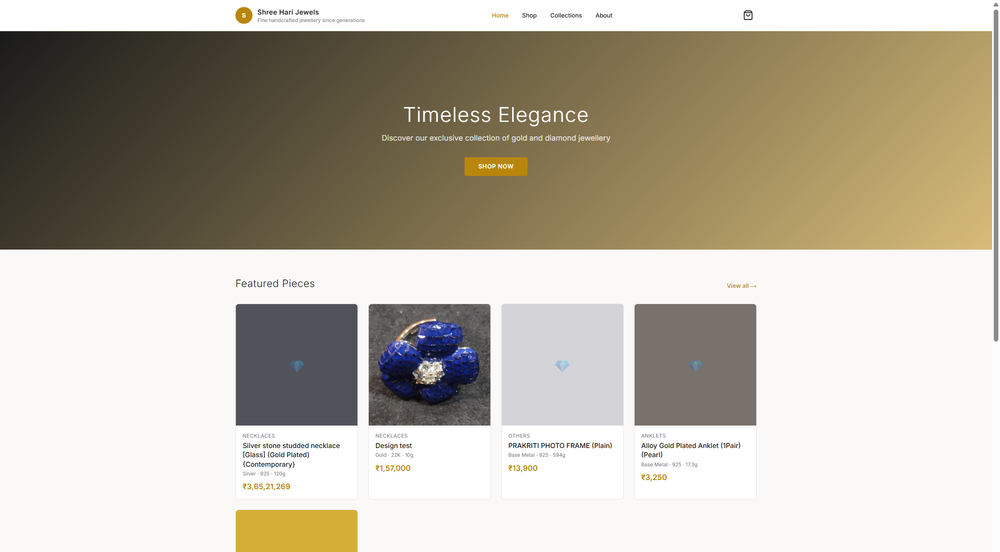 S
Shree Hari Jewels
Fine handcrafted jewellery since generations
Home
Shop
Collections
About
Timeless Elegance
Discover our exclusive collection of gold and diamond jewellery
SHOP NOW
Featured Pieces
View all →
NECKLACES
Silver stone studded necklace
[Glass] (Gold Plated)
{Contemporary}
Silver · 925 · 120g
₹3,65,21,269
NECKLACES
Design test
Gold · 22K · 10g
₹1,57,000
OTHERS
PRAKRITI PHOTO FRAME (Plain)
Base Metal · 925 · 594g
₹13,900
ANKLETS
Alloy Gold Plated Anklet (1Pair)
(Pearl)
Base Metal · 925 · 17.3g
₹3,250